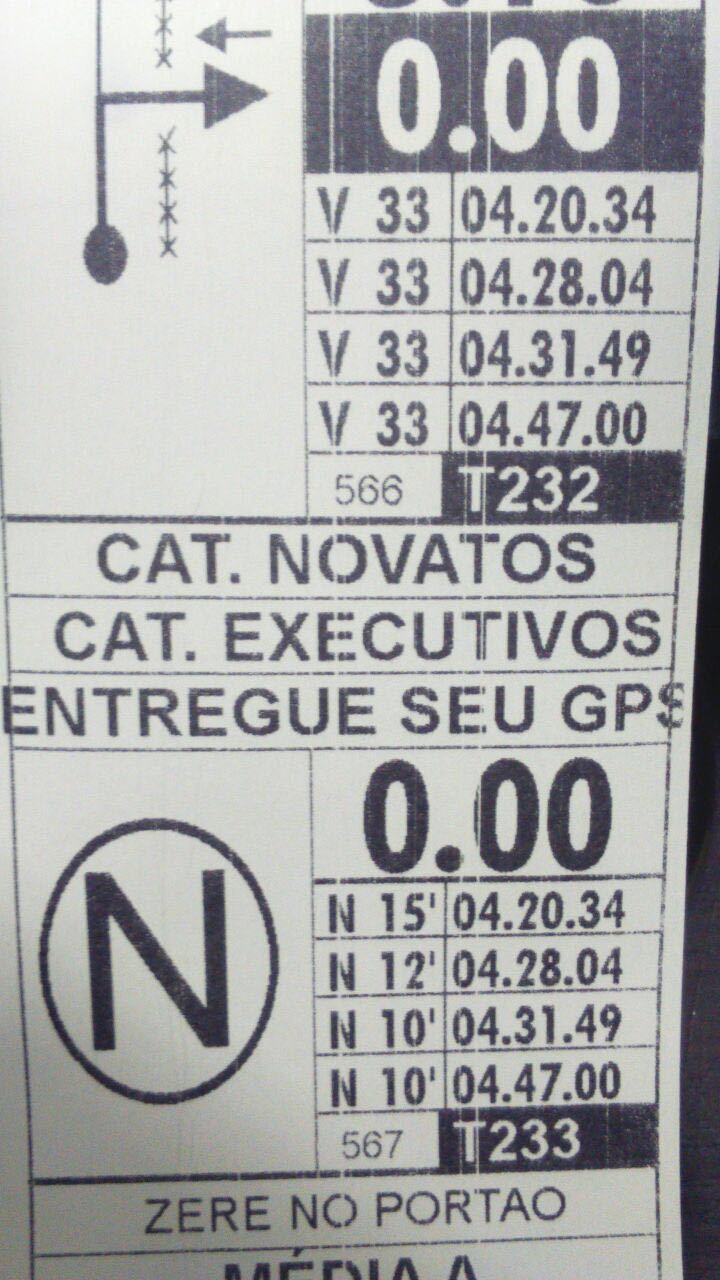 0.00
V 33 04.20.34
V 33 04.28.04
V 33 04.31.49
V 33 04.47.00
566 T232
CAT. NOVATOS
CAT. EXECUTIVOS
ENTREGUE SEU GPS
0.00
N
N 15' 04.20.34
N 12' 04.28.04
N 10' 04.31.49
N 10' 04.47.00
567 T233
ZERE NO PORTAO
MÉDIA A